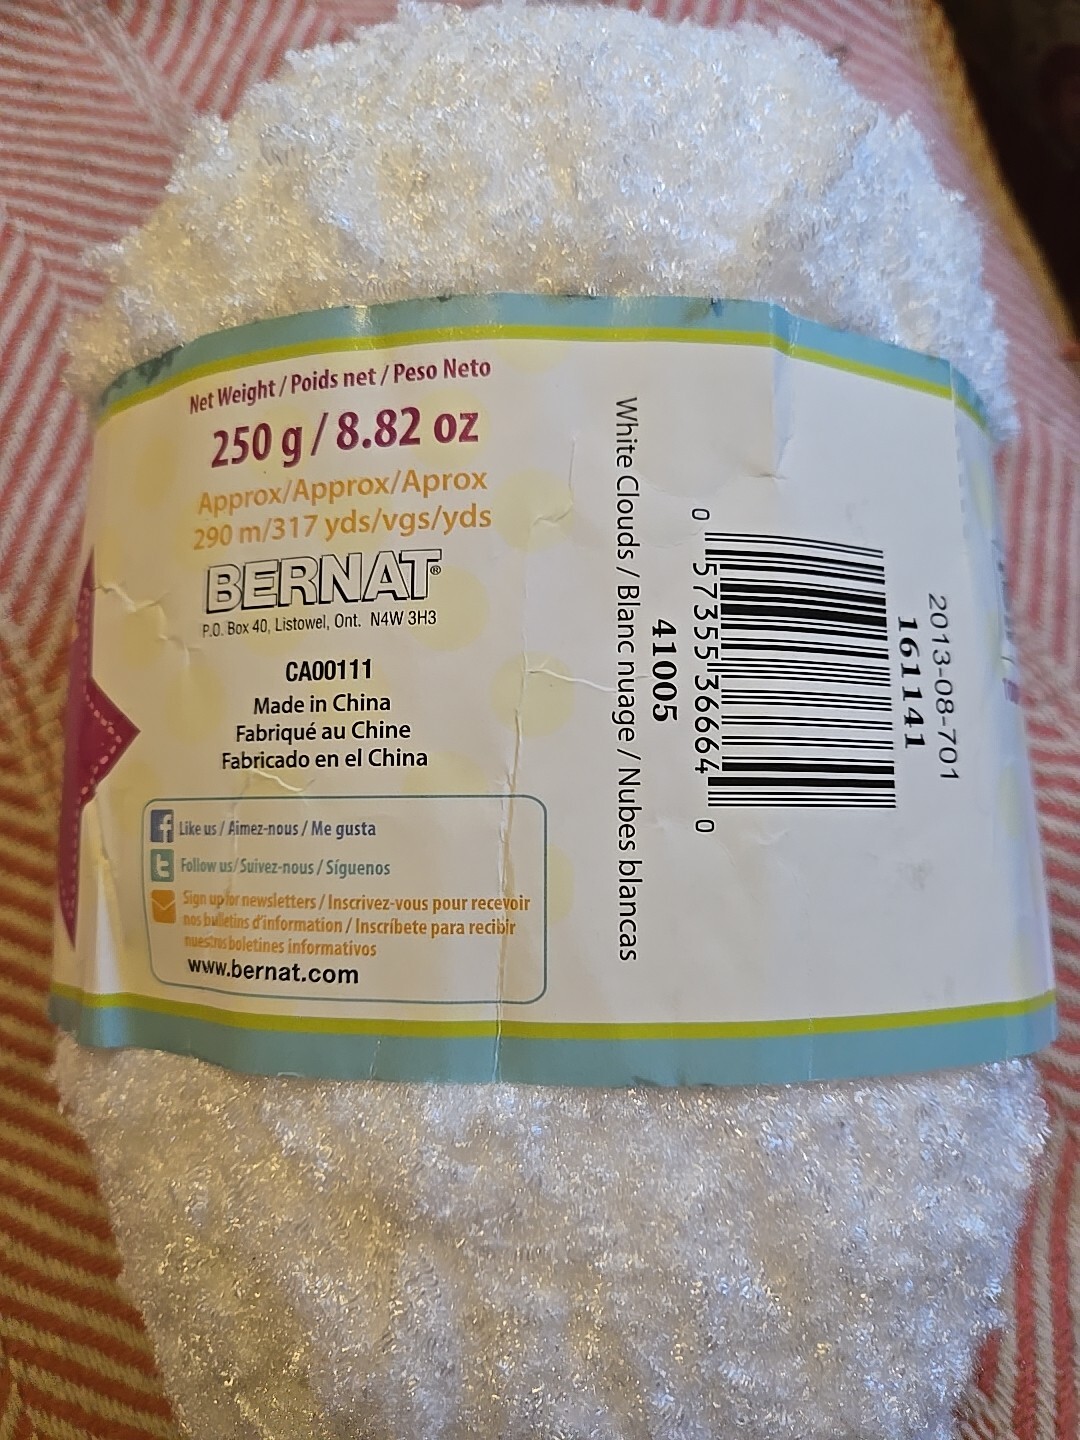 Net Weight / Poids net / Peso Neto
250 g / 8.82 oz
Approx/Approx/Aprox
290 m/317 yds/vgs/yds
BERNAT®
P.O. Box 40, Listowel, Ont. N4W 3H3
CA00111
Made in China
Fabriqué au Chine
Fabricado en el China
f Like us / Aimez-nous / Me gusta
t Follow us/Suivez-nous / Síguenos
Sign up for newsletters / Inscrivez-vous pour recevoir
nos bulletins d'information / Inscríbete para recibir
nuestros boletines informativos
www.bernat.com
White Clouds / Blanc nuage / Nubes blancas
41005
0 57355 36664 0
161141
2013-08-701